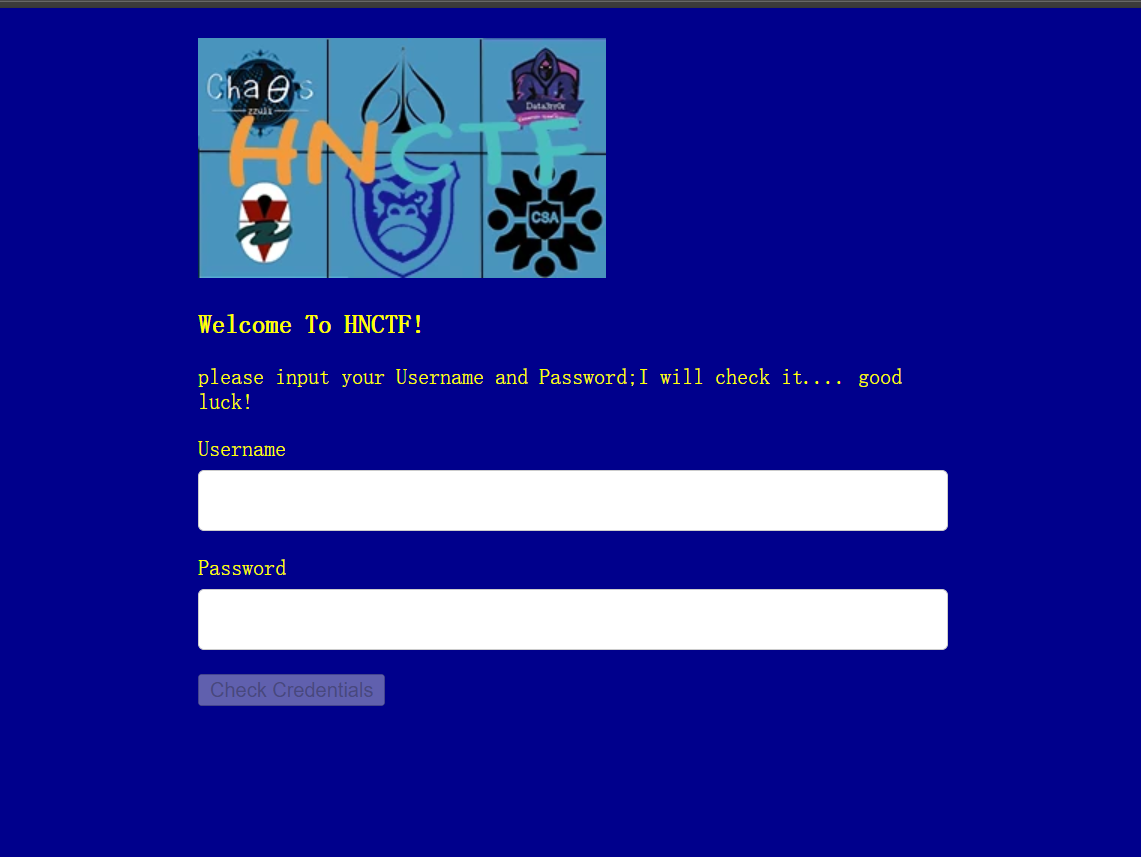 Chaθs
zzuli
Data3rr0r
HNCTF
CSA
Welcome To HNCTF!
please input your Username and Password;I will check it.... good
luck!
Username
Password
Check Credentials